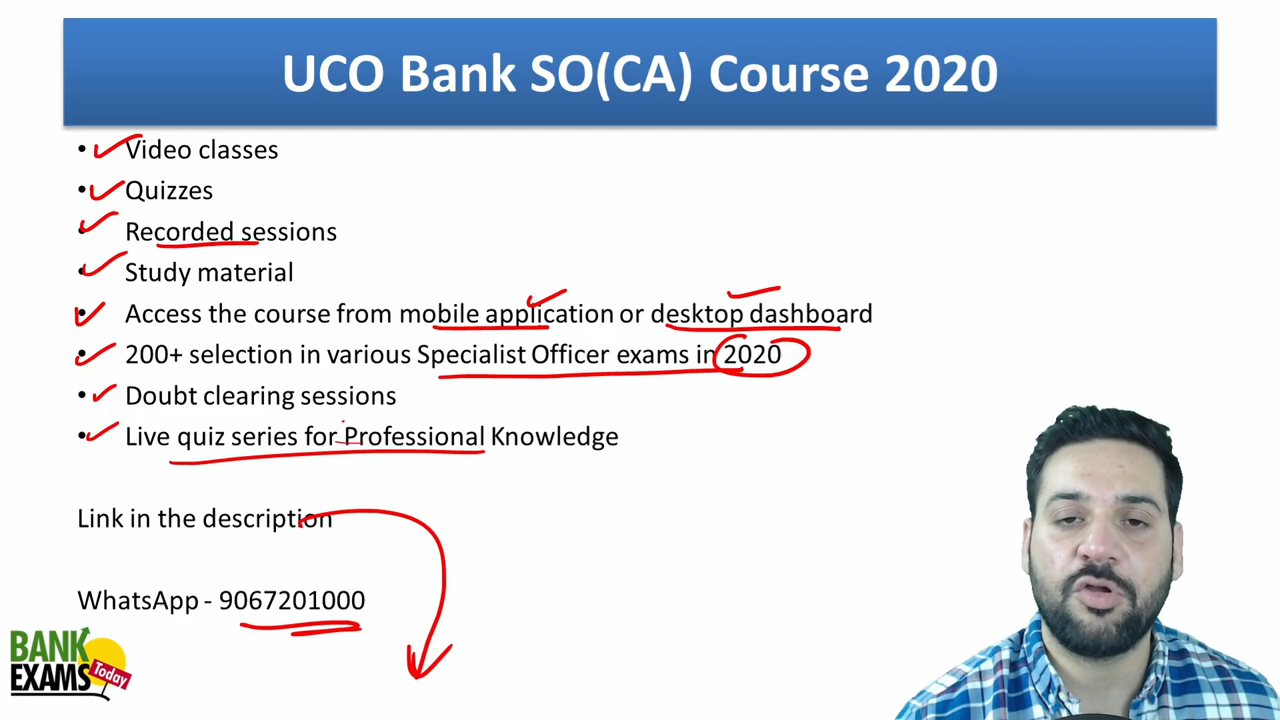 UCO Bank SO(CA) Course 2020
• Video classes
• Quizzes
• Recorded sessions
• Study material
• Access the course from mobile application or desktop dashboard
• 200+ selection in various Specialist Officer exams in 2020
• Doubt clearing sessions
• Live quiz series for Professional Knowledge
Link in the description
WhatsApp - 9067201000
BANK
EXAMS
Today